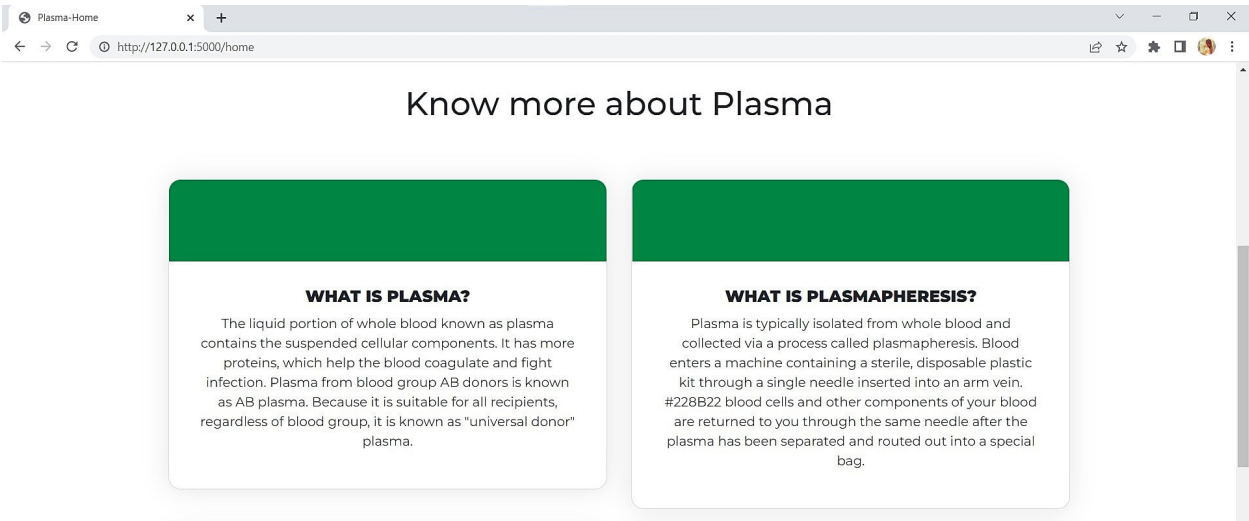 Plasma-Home
http://127.0.0.1:5000/home
Know more about Plasma
WHAT IS PLASMA?
The liquid portion of whole blood known as plasma
contains the suspended cellular components. It has more
proteins, which help the blood coagulate and fight
infection. Plasma from blood group AB donors is known
as AB plasma. Because it is suitable for all recipients,
regardless of blood group, it is known as "universal donor"
plasma.
WHAT IS PLASMAPHERESIS?
Plasma is typically isolated from whole blood and
collected via a process called plasmapheresis. Blood
enters a machine containing a sterile, disposable plastic
kit through a single needle inserted into an arm vein.
#228B22 blood cells and other components of your blood
are returned to you through the same needle after the
plasma has been separated and routed out into a special
bag.